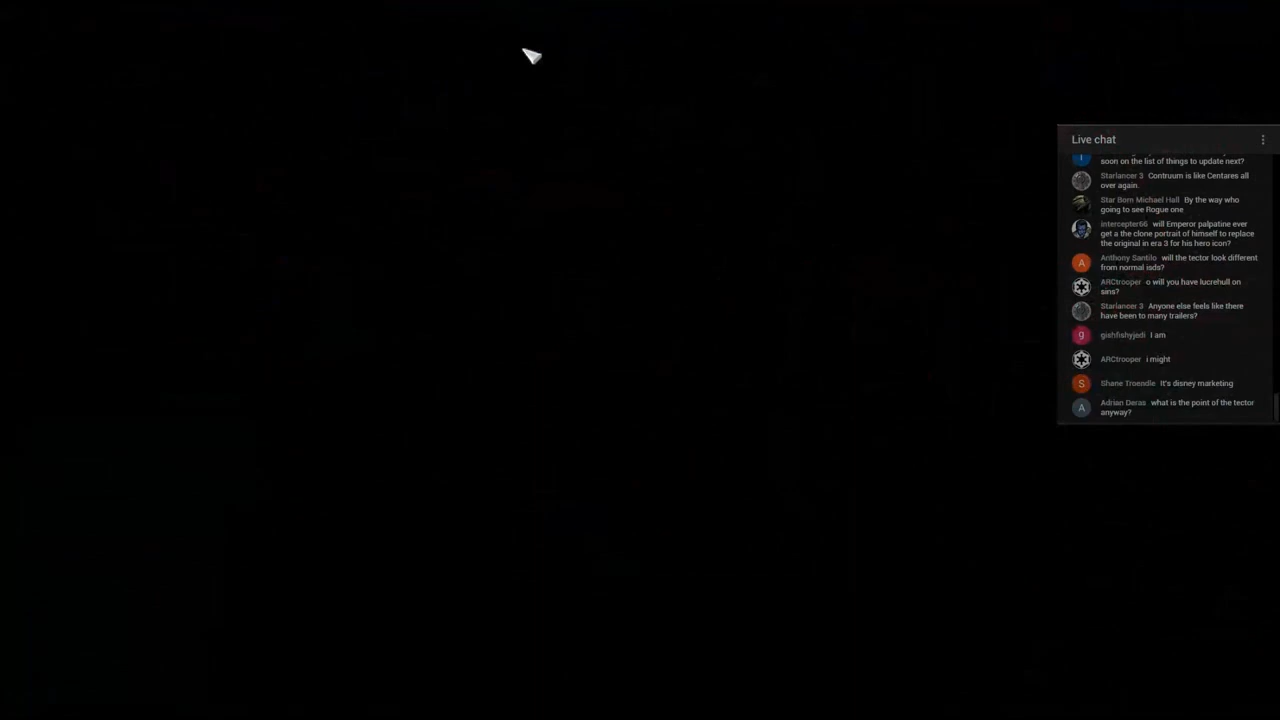 Live chat
soon on the list of things to update next?
Starlancer 3 Contruum is like Centares all
over again.
Star Born Michael Hall By the way who
going to see Rogue one
intercepter66 will Emperor palpatine ever
get a clone portrait of himself to replace
the original in era 3 for his hero icon?
A
Anthony Santilo will the tector look different
from normal isds?
ARCtrooper o will you have lucrehull on
sins?
Starlancer 3 Anyone else feels like there
have been to many trailers?
g
gishfishyjedi I am
ARCtrooper i might
S
Shane Troendle It's disney marketing
A
Adrian Deras what is the point of the tector
anyway?